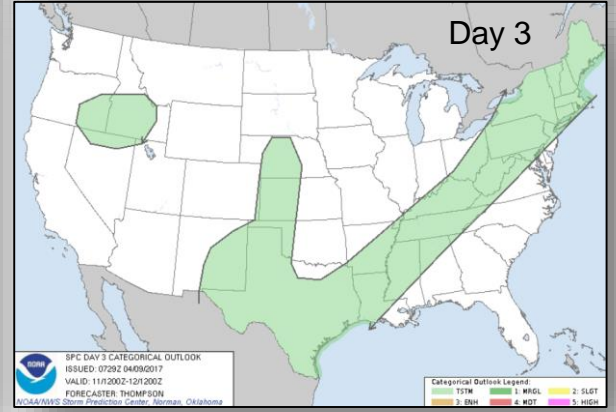 Day 3
NOAA
SPC DAY 3 CATEGORICAL OUTLOOK
ISSUED: 0729Z 04/09/2017
VALID: 11/1200Z-12/1200Z
FORECASTER: THOMPSON
NOAA/NWS Storm Prediction Center, Norman, Oklahoma
Categorical Outlook Legend:
TSTM 1: MRGL 2: SLGT
3: ENH 4: MDT 5: HIGH